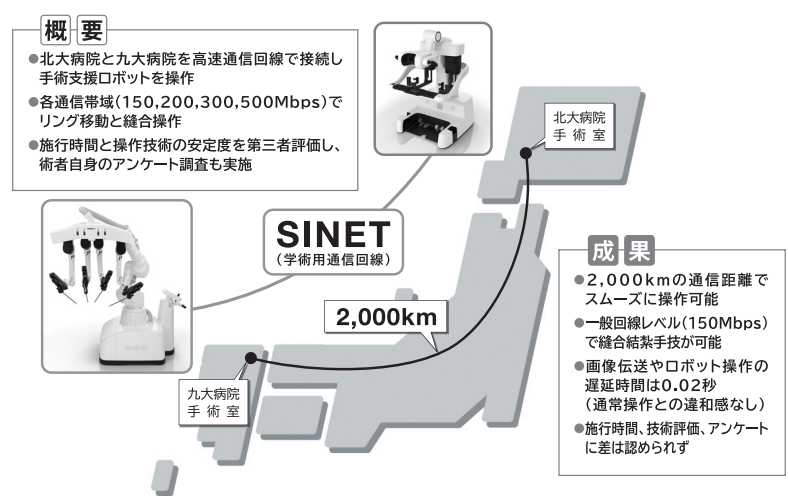 概要
●北大病院と九大病院を高速通信回線で接続し
手術支援ロボットを操作
●各通信帯域(150,200,300,500Mbps)で
リング移動と縫合操作
●施行時間と操作技術の安定度を第三者評価し、
術者自身のアンケート調査も実施
北大病院
手術室
SINET
(学術用通信回線)
2,000km
九大病院
手術室
成果
●2,000kmの通信距離で
スムーズに操作可能
●一般回線レベル(150Mbps)
で縫合結紮手技が可能
●画像伝送やロボット操作の
遅延時間は0.02秒
(通常操作との違和感なし)
●施行時間、技術評価、アンケート
に差は認められず